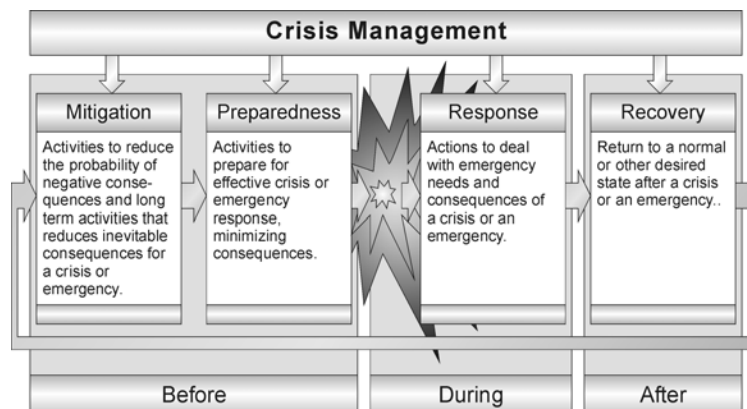 Crisis Management
Mitigation
Activities to reduce
the probability of
negative conse-
quences and long
term activities that
reduces inevitable
consequences for
a crisis or
emergency.
Preparedness
Activities to
prepare for
effective crisis or
emergency
response,
minimizing
consequences.
Response
Actions to deal
with emergency
needs and
consequences of
a crisis or an
emergency.
Recovery
Return to a normal
or other desired
state after a crisis
or an emergency..
Before
During
After